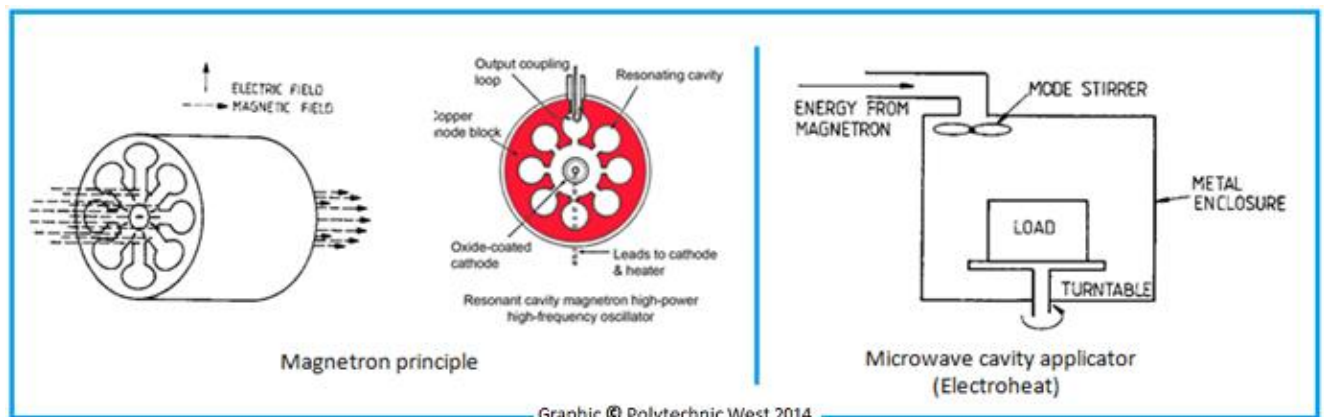 ELECTRIC FIELD
MAGNETIC FIELD
Output coupling
loop
Resonating cavity
Copper
anode block
Oxide-coated
cathode
Leads to cathode
& heater
Resonant cavity magnetron high-power
high-frequency oscillator
Magnetron principle
ENERGY FROM
MAGNETRON
MODE STIRRER
METAL
ENCLOSURE
LOAD
TURNTABLE
Microwave cavity applicator
(Electroheat)
Graphic © Polytechnic West 2014